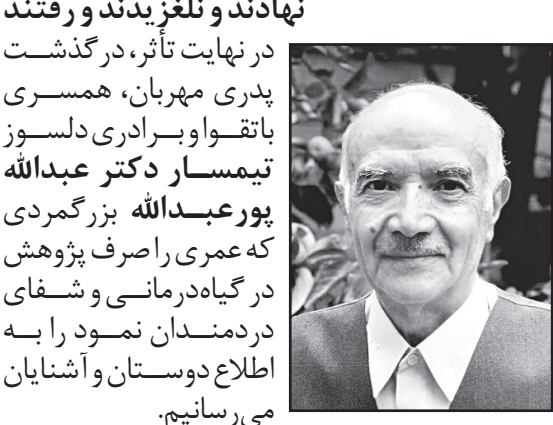 نهادند و نلغزیدند و رفتند
در نهایت تأثر، درگذشت
پدری مهربان، همسری
باتقوا و برادری دلسوز
تیمسار دکتر عبدالله
پورعبدالله بزرگمردی
که عمری را صرف پژوهش
در گیاه‌درمانی و شفای
دردمندان نمود را به
اطلاع دوستان و آشنایان
می‌رسانیم.